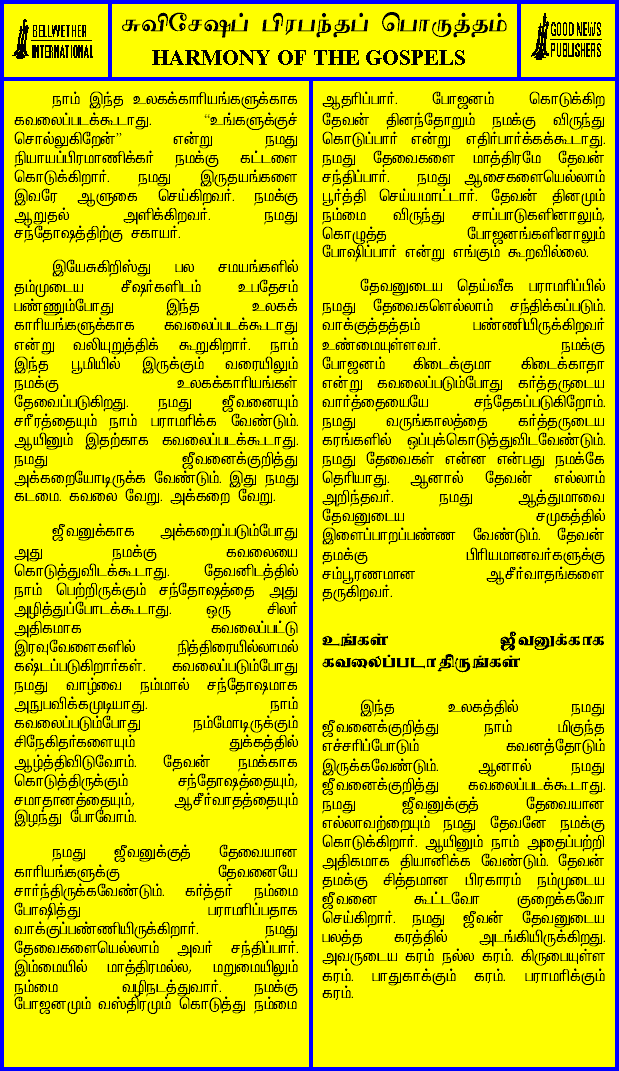 BELLWETHER
INTERNATIONAL
சுவிசேஷப் பிரபந்தப் பொருத்தம்
HARMONY OF THE GOSPELS
GOOD NEWS
PUBLISHERS
நாம் இந்த உலகக்காரியங்களுக்காக
கவலைப்படக்கூடாது. “உங்களுக்குச்
சொல்லுகிறேன்” என்று நமது
நியாயப்பிரமாணிக்கர் நமக்கு கட்டளை
கொடுக்கிறார். நமது இருதயங்களை
இவரே ஆளுகை செய்கிறவர். நமக்கு
ஆறுதல் அளிக்கிறவர். நமது
சந்தோஷத்திற்கு சகாயர்.
இயேசுகிறிஸ்து பல சமயங்களில்
தம்முடைய சீஷர்களிடம் உபதேசம்
பண்ணும்போது இந்த உலகக்
காரியங்களுக்காக கவலைப்படக்கூடாது
என்று வலியுறுத்திக் கூறுகிறார். நாம்
இந்த பூமியில் இருக்கும் வரையிலும்
நமக்கு உலகக்காரியங்கள்
தேவைப்படுகிறது. நமது ஜீவனையும்
சரீரத்தையும் நாம் பராமரிக்க வேண்டும்.
ஆயினும் இதற்காக கவலைப்படக்கூடாது.
நமது ஜீவனைக்குறித்து
அக்கறையோடிருக்க வேண்டும். இது நமது
கடமை. கவலை வேறு. அக்கறை வேறு.
ஜீவனுக்காக அக்கறைப்படும்போது
அது நமக்கு கவலையை
கொடுத்துவிடக்கூடாது. தேவனிடத்தில்
நாம் பெற்றிருக்கும் சந்தோஷத்தை அது
அழித்துப்போடக்கூடாது. ஒரு சிலர்
அதிகமாக கவலைப்பட்டு
இரவுவேளைகளில் நித்திரையில்லாமல்
கஷ்டப்படுகிறார்கள். கவலைப்படும்போது
நமது வாழ்வை நம்மால் சந்தோஷமாக
அநுபவிக்கமுடியாது. நாம்
கவலைப்படும்போது நம்மோடிருக்கும்
சிநேகிதர்களையும் துக்கத்தில்
ஆழ்த்திவிடுவோம். தேவன் நமக்காக
கொடுத்திருக்கும் சந்தோஷத்தையும்,
சமாதானத்தையும், ஆசீர்வாதத்தையும்
இழந்து போவோம்.
நமது ஜீவனுக்குத் தேவையான
காரியங்களுக்கு தேவனையே
சார்ந்திருக்கவேண்டும். கர்த்தர் நம்மை
போஷித்து பராமரிப்பதாக
வாக்குப்பண்ணியிருக்கிறார். நமது
தேவைகளையெல்லாம் அவர் சந்திப்பார்.
இம்மையில் மாத்திரமல்ல, மறுமையிலும்
நம்மை வழிநடத்துவார். நமக்கு
போஜனமும் வஸ்திரமும் கொடுத்து நம்மை
ஆதரிப்பார். போஜனம் கொடுக்கிற
தேவன் தினந்தோறும் நமக்கு விருந்து
கொடுப்பார் என்று எதிர்பார்க்கக்கூடாது.
நமது தேவைகளை மாத்திரமே தேவன்
சந்திப்பார். நமது ஆசைகளையெல்லாம்
பூர்த்தி செய்யமாட்டார். தேவன் தினமும்
நம்மை விருந்து சாப்பாடுகளினாலும்,
கொழுத்த போஜனங்களினாலும்
போஷிப்பார் என்று எங்கும் கூறவில்லை.
தேவனுடைய தெய்வீக பராமரிப்பில்
நமது தேவைகளெல்லாம் சந்திக்கப்படும்.
வாக்குத்தத்தம் பண்ணியிருக்கிறவர்
உண்மையுள்ளவர். நமக்கு
போஜனம் கிடைக்குமா கிடைக்காதா
என்று கவலைப்படும்போது கர்த்தருடைய
வார்த்தையையே சந்தேகப்படுகிறோம்.
நமது வருங்காலத்தை கர்த்தருடைய
கரங்களில் ஒப்புக்கொடுத்துவிடவேண்டும்.
நமது தேவைகள் என்ன என்பது நமக்கே
தெரியாது. ஆனால் தேவன் எல்லாம்
அறிந்தவர். நமது ஆத்துமாவை
தேவனுடைய சமுகத்தில்
இளைப்பாறப்பண்ண வேண்டும். தேவன்
தமக்கு பிரியமானவர்களுக்கு
சம்பூரணமான ஆசீர்வாதங்களை
தருகிறவர்.
உங்கள் ஜீவனுக்காக
கவலைப்படாதிருங்கள்
இந்த உலகத்தில் நமது
ஜீவனைக்குறித்து நாம் மிகுந்த
எச்சரிப்போடும் கவனத்தோடும்
இருக்கவேண்டும். ஆனால் நமது
ஜீவனைக்குறித்து கவலைப்படக்கூடாது.
நமது ஜீவனுக்குத் தேவையான
எல்லாவற்றையும் நமது தேவனே நமக்கு
கொடுக்கிறார். ஆயினும் நாம் அதைப்பற்றி
அதிகமாக தியானிக்க வேண்டும். தேவன்
தமக்கு சித்தமான பிரகாரம் நம்முடைய
ஜீவனை கூட்டவோ குறைக்கவோ
செய்கிறார். நமது ஜீவன் தேவனுடைய
பலத்த கரத்தில் அடங்கியிருக்கிறது.
அவருடைய கரம் நல்ல கரம். கிருபையுள்ள
கரம். பாதுகாக்கும் கரம். பராமரிக்கும்
கரம்.